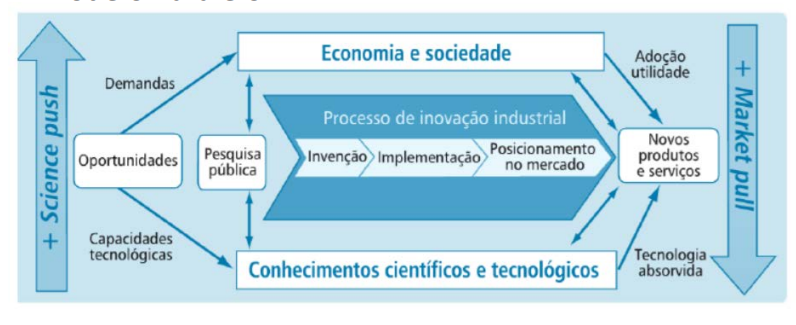 Economia e sociedade
Demandas
Adoção
utilidade
+ Science push
+ Market pull
Processo de inovação industrial
Oportunidades
Pesquisa
pública
Invenção
Implementação
Posicionamento
no mercado
Novos
produtos
e serviços
Capacidades
tecnológicas
Tecnologia
absorvida
Conhecimentos científicos e tecnológicos